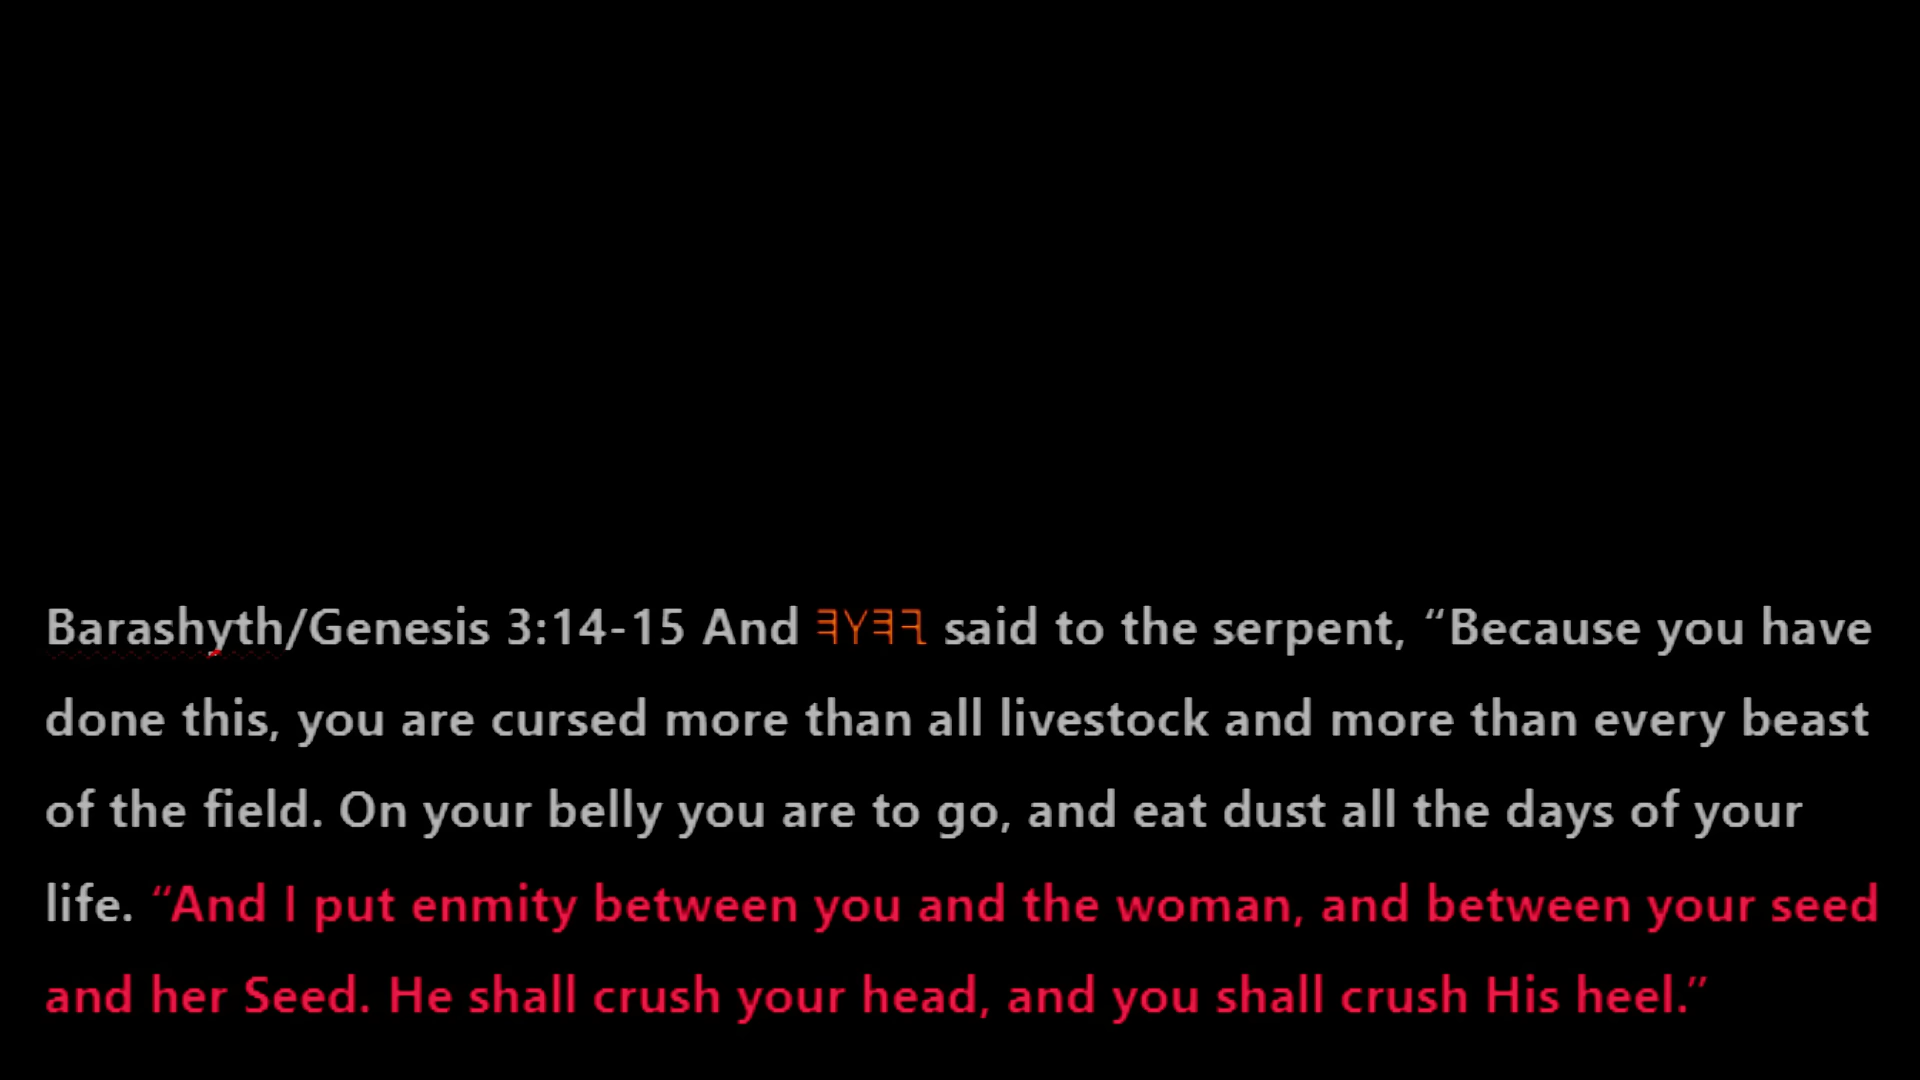 Barashyth/Genesis 3:14-15 And 𐤉𐤄𐤅𐤄 said to the serpent, “Because you have
done this, you are cursed more than all livestock and more than every beast
of the field. On your belly you are to go, and eat dust all the days of your
life. “And I put enmity between you and the woman, and between your seed
and her Seed. He shall crush your head, and you shall crush His heel.”